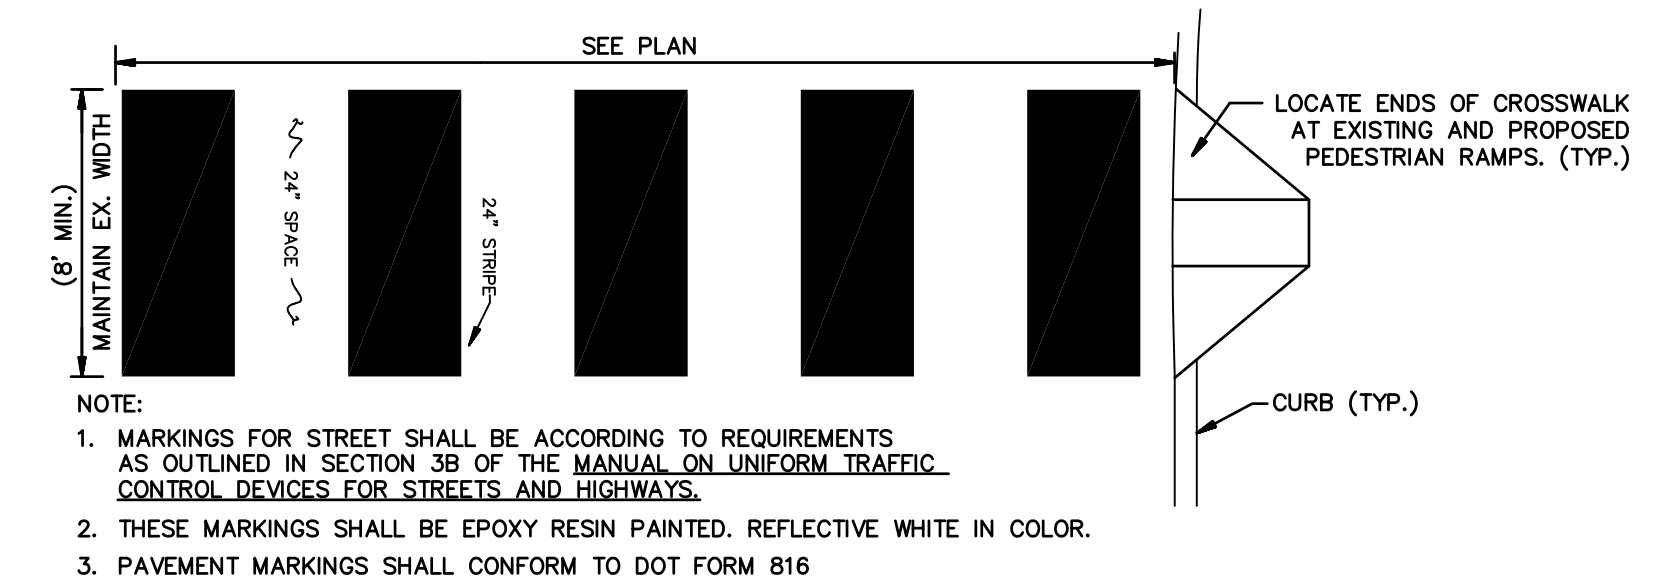 SEE PLAN
LOCATE ENDS OF CROSSWALK
AT EXISTING AND PROPOSED
PEDESTRIAN RAMPS. (TYP.)
(8' MIN.)
MAINTAIN EX. WIDTH
24" SPACE
24" STRIPE
CURB (TYP.)
NOTE:
1. MARKINGS FOR STREET SHALL BE ACCORDING TO REQUIREMENTS
AS OUTLINED IN SECTION 3B OF THE MANUAL ON UNIFORM TRAFFIC
CONTROL DEVICES FOR STREETS AND HIGHWAYS.
2. THESE MARKINGS SHALL BE EPOXY RESIN PAINTED. REFLECTIVE WHITE IN COLOR.
3. PAVEMENT MARKINGS SHALL CONFORM TO DOT FORM 816